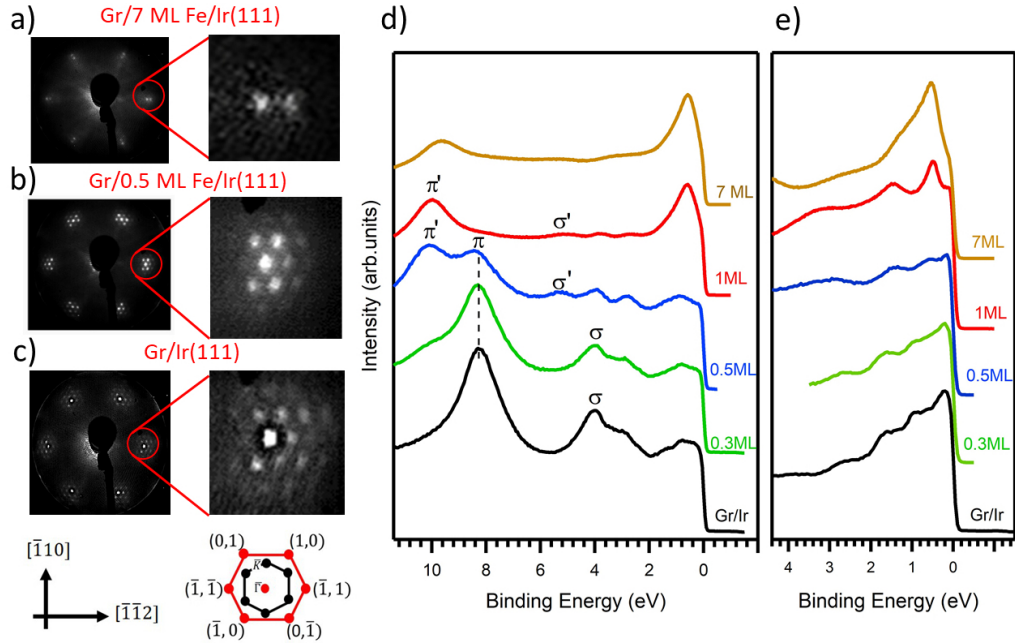 a)
Gr/7 ML Fe/Ir(111)
b)
Gr/0.5 ML Fe/Ir(111)
c)
Gr/Ir(111)
[1̅10]
[1̅1̅2]
(0,1)
(1,0)
K̅
(1̅, 1̅)
Γ̅
(1̅, 1)
(1̅, 0)
(0,1̅)
d)
Intensity (arb.units)
7 ML
π'
σ'
1ML
π'
π
σ'
0.5ML
σ
0.3ML
σ
Gr/Ir
10 8 6 4 2 0
Binding Energy (eV)
e)
7ML
1ML
0.5ML
0.3ML
Gr/Ir
4 3 2 1 0
Binding Energy (eV)